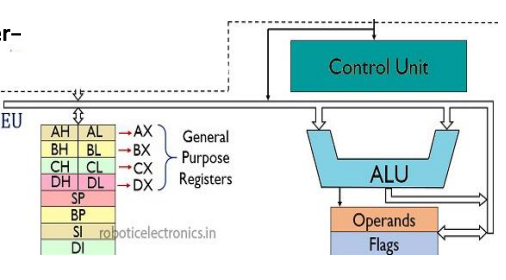 er–
Control Unit
EU
AH AL AX
BH BL BX
CH CL CX
DH DL DX
General
Purpose
Registers
SP
BP
SI
DI
ALU
Operands
Flags
roboticelectronics.in